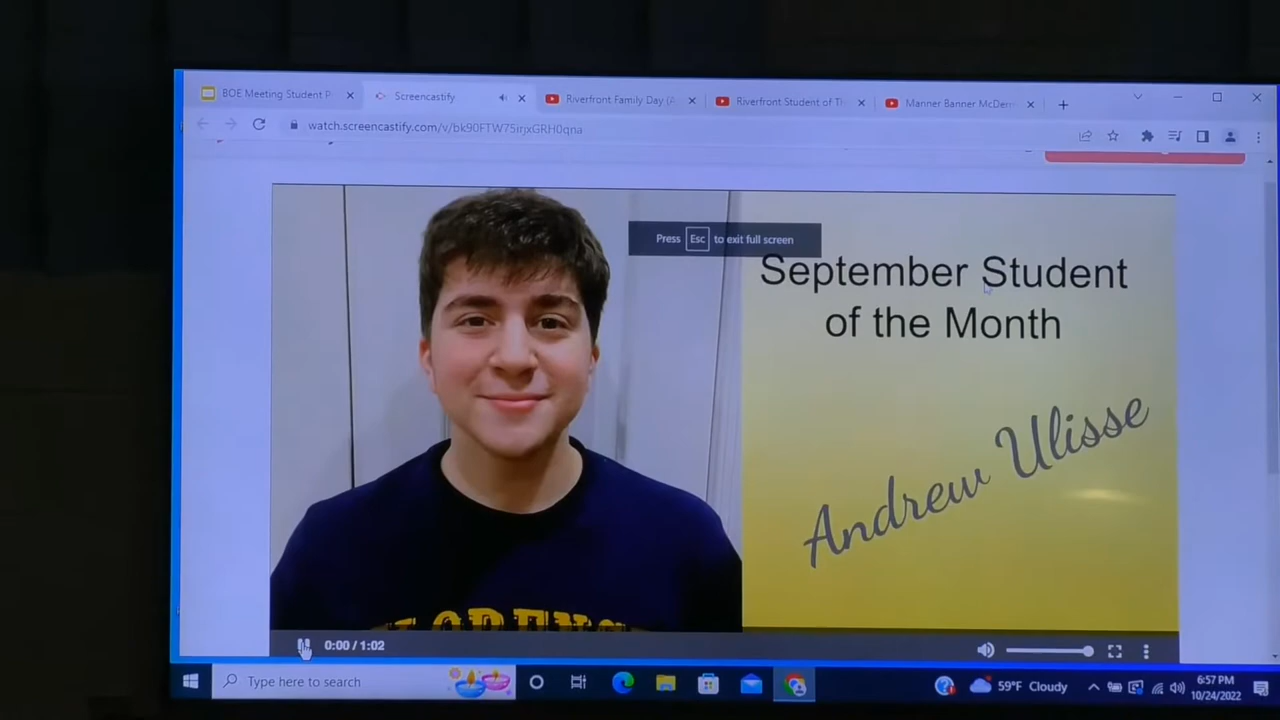 BOE Meeting Student P
Screencastify
Riverfront Family Day (A
Riverfront Student of Th
Manner Banner McDerm
watch.screencastify.com/v/bk90FTW75irjxGRH0qna
Press Esc to exit full screen
September Student
of the Month
Andrew Ulisse
0:00 / 1:02
Type here to search
59°F Cloudy
6:57 PM
10/24/2022